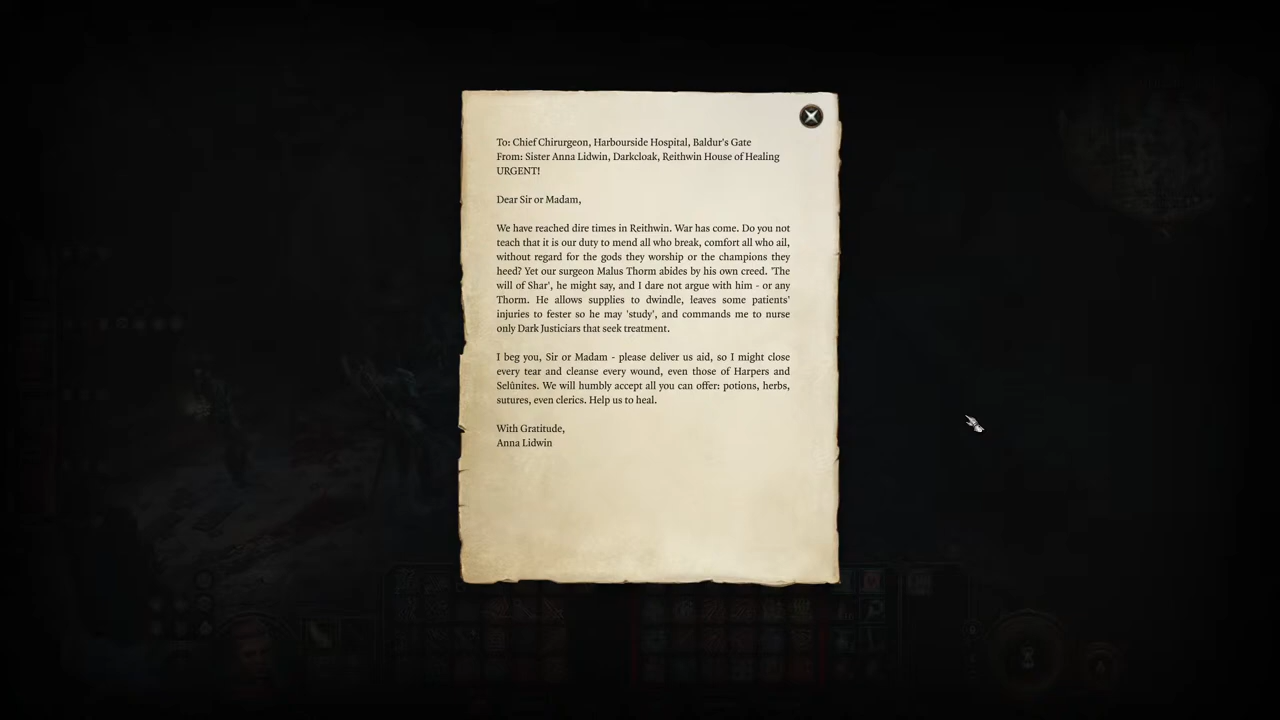 To: Chief Chirurgeon, Harbourside Hospital, Baldur's Gate
From: Sister Anna Lidwin, Darkcloak, Reithwin House of Healing
URGENT!
Dear Sir or Madam,
We have reached dire times in Reithwin. War has come. Do you not
teach that it is our duty to mend all who break, comfort all who ail,
without regard for the gods they worship or the champions they
heed? Yet our surgeon Malus Thorm abides by his own creed. 'The
will of Shar', he might say, and I dare not argue with him - or any
Thorm. He allows supplies to dwindle, leaves some patients'
injuries to fester so he may 'study', and commands me to nurse
only Dark Justiciars that seek treatment.
I beg you, Sir or Madam - please deliver us aid, so I might close
every tear and cleanse every wound, even those of Harpers and
Selûnites. We will humbly accept all you can offer: potions, herbs,
sutures, even clerics. Help us to heal.
With Gratitude,
Anna Lidwin